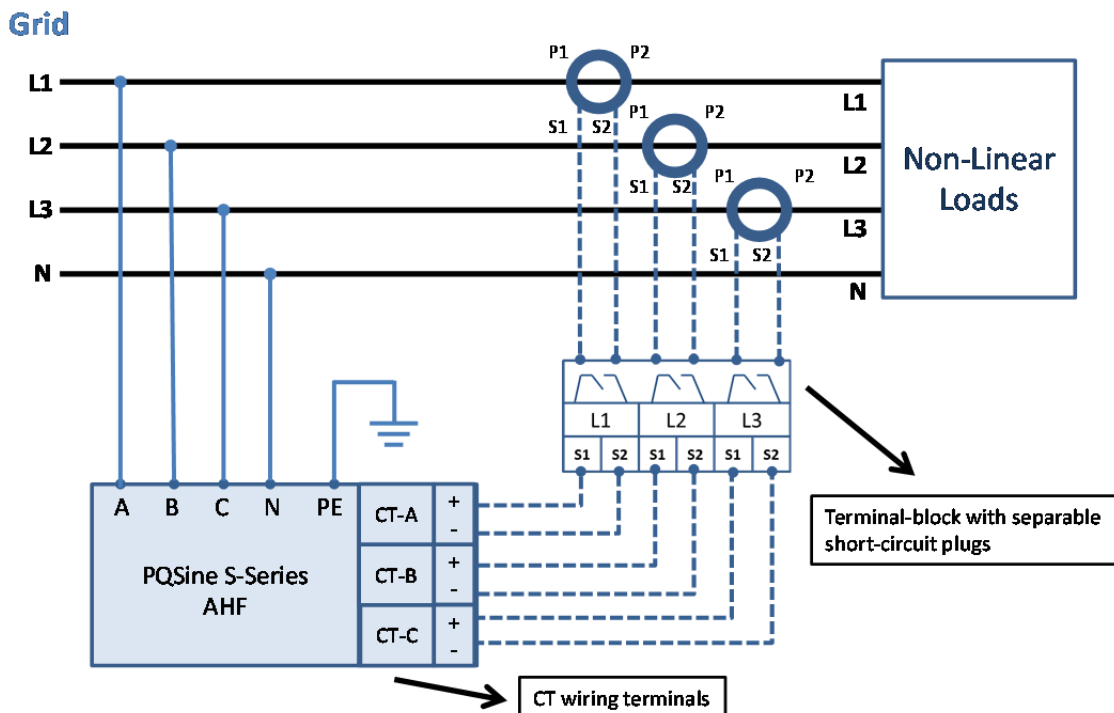 Grid
P1 P2
L1 L1
P1 P2
S1 S2
L2 L2
Non-Linear
Loads
P1 P2
S1 S2
L3 L3
S1 S2
N N
L1 L2 L3
S1 S2 S1 S2 S1 S2
A B C N PE
CT-A + -
CT-B + -
CT-C + -
PQSine S-Series
AHF
Terminal-block with separable
short-circuit plugs
CT wiring terminals